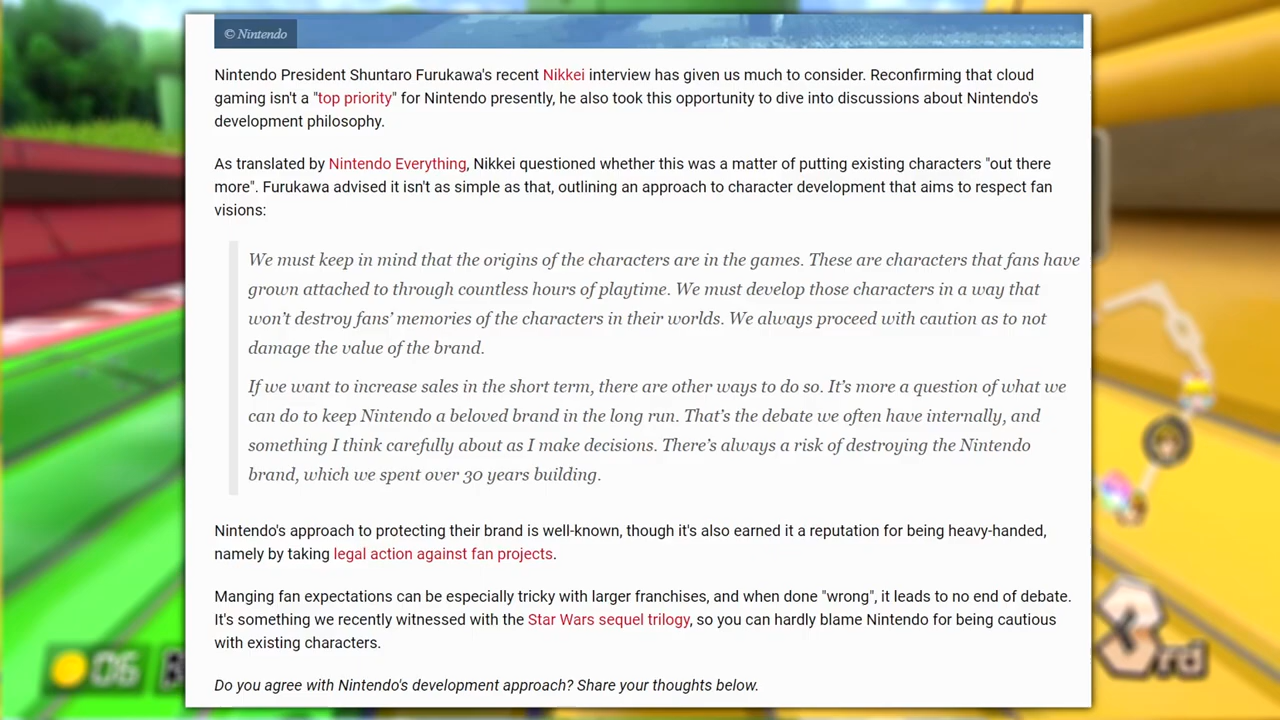 © Nintendo
Nintendo President Shuntaro Furukawa's recent Nikkei interview has given us much to consider. Reconfirming that cloud
gaming isn't a "top priority" for Nintendo presently, he also took this opportunity to dive into discussions about Nintendo's
development philosophy.
As translated by Nintendo Everything, Nikkei questioned whether this was a matter of putting existing characters "out there
more". Furukawa advised it isn't as simple as that, outlining an approach to character development that aims to respect fan
visions:
We must keep in mind that the origins of the characters are in the games. These are characters that fans have
grown attached to through countless hours of playtime. We must develop those characters in a way that
won't destroy fans' memories of the characters in their worlds. We always proceed with caution as to not
damage the value of the brand.
If we want to increase sales in the short term, there are other ways to do so. It's more a question of what we
can do to keep Nintendo a beloved brand in the long run. That's the debate we often have internally, and
something I think carefully about as I make decisions. There's always a risk of destroying the Nintendo
brand, which we spent over 30 years building.
Nintendo's approach to protecting their brand is well-known, though it's also earned it a reputation for being heavy-handed,
namely by taking legal action against fan projects.
Manging fan expectations can be especially tricky with larger franchises, and when done "wrong", it leads to no end of debate.
It's something we recently witnessed with the Star Wars sequel trilogy, so you can hardly blame Nintendo for being cautious
with existing characters.
Do you agree with Nintendo's development approach? Share your thoughts below.
06
3rd